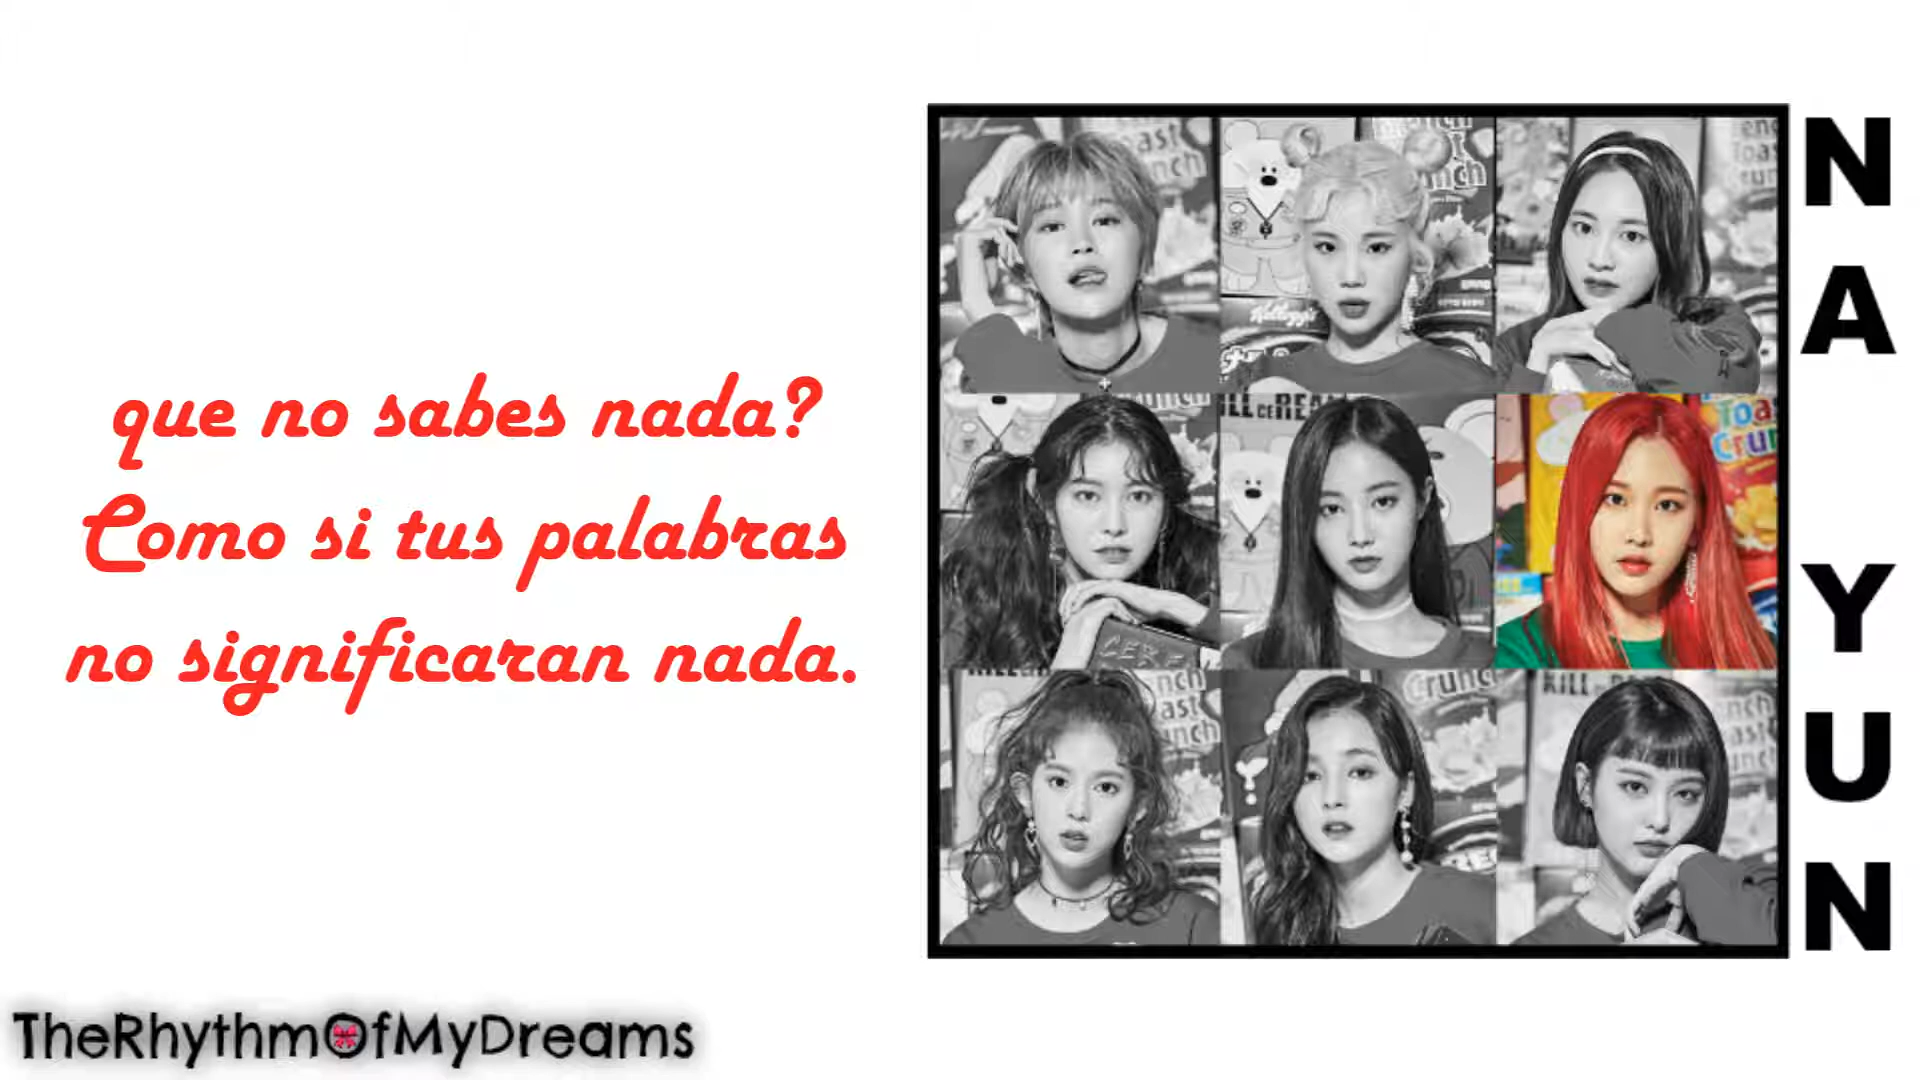 que no sabes nada?
Como si tus palabras
no significaran nada.
NA YUN
TheRhythmOfMyDreams